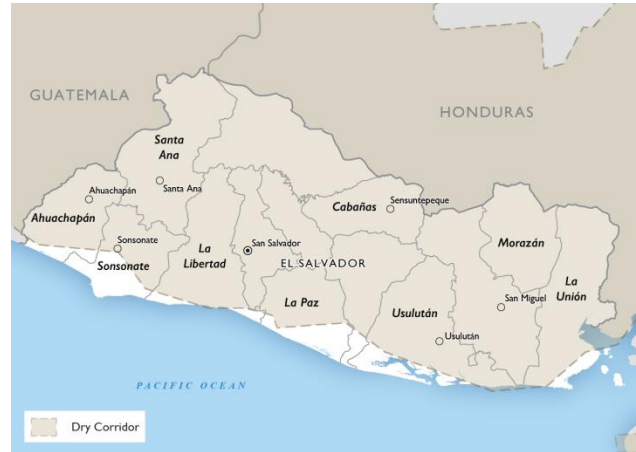 GUATEMALA
HONDURAS
Santa
Ana
Ahuachapán
Santa Ana
Ahuachapán
Cabañas
Sensuntepeque
Sonsonate
Sonsonate
La
Libertad
San Salvador
EL SALVADOR
Morazán
La
Unión
La Paz
Usulután
San Miguel
Usulután
PACIFIC OCEAN
Dry Corridor